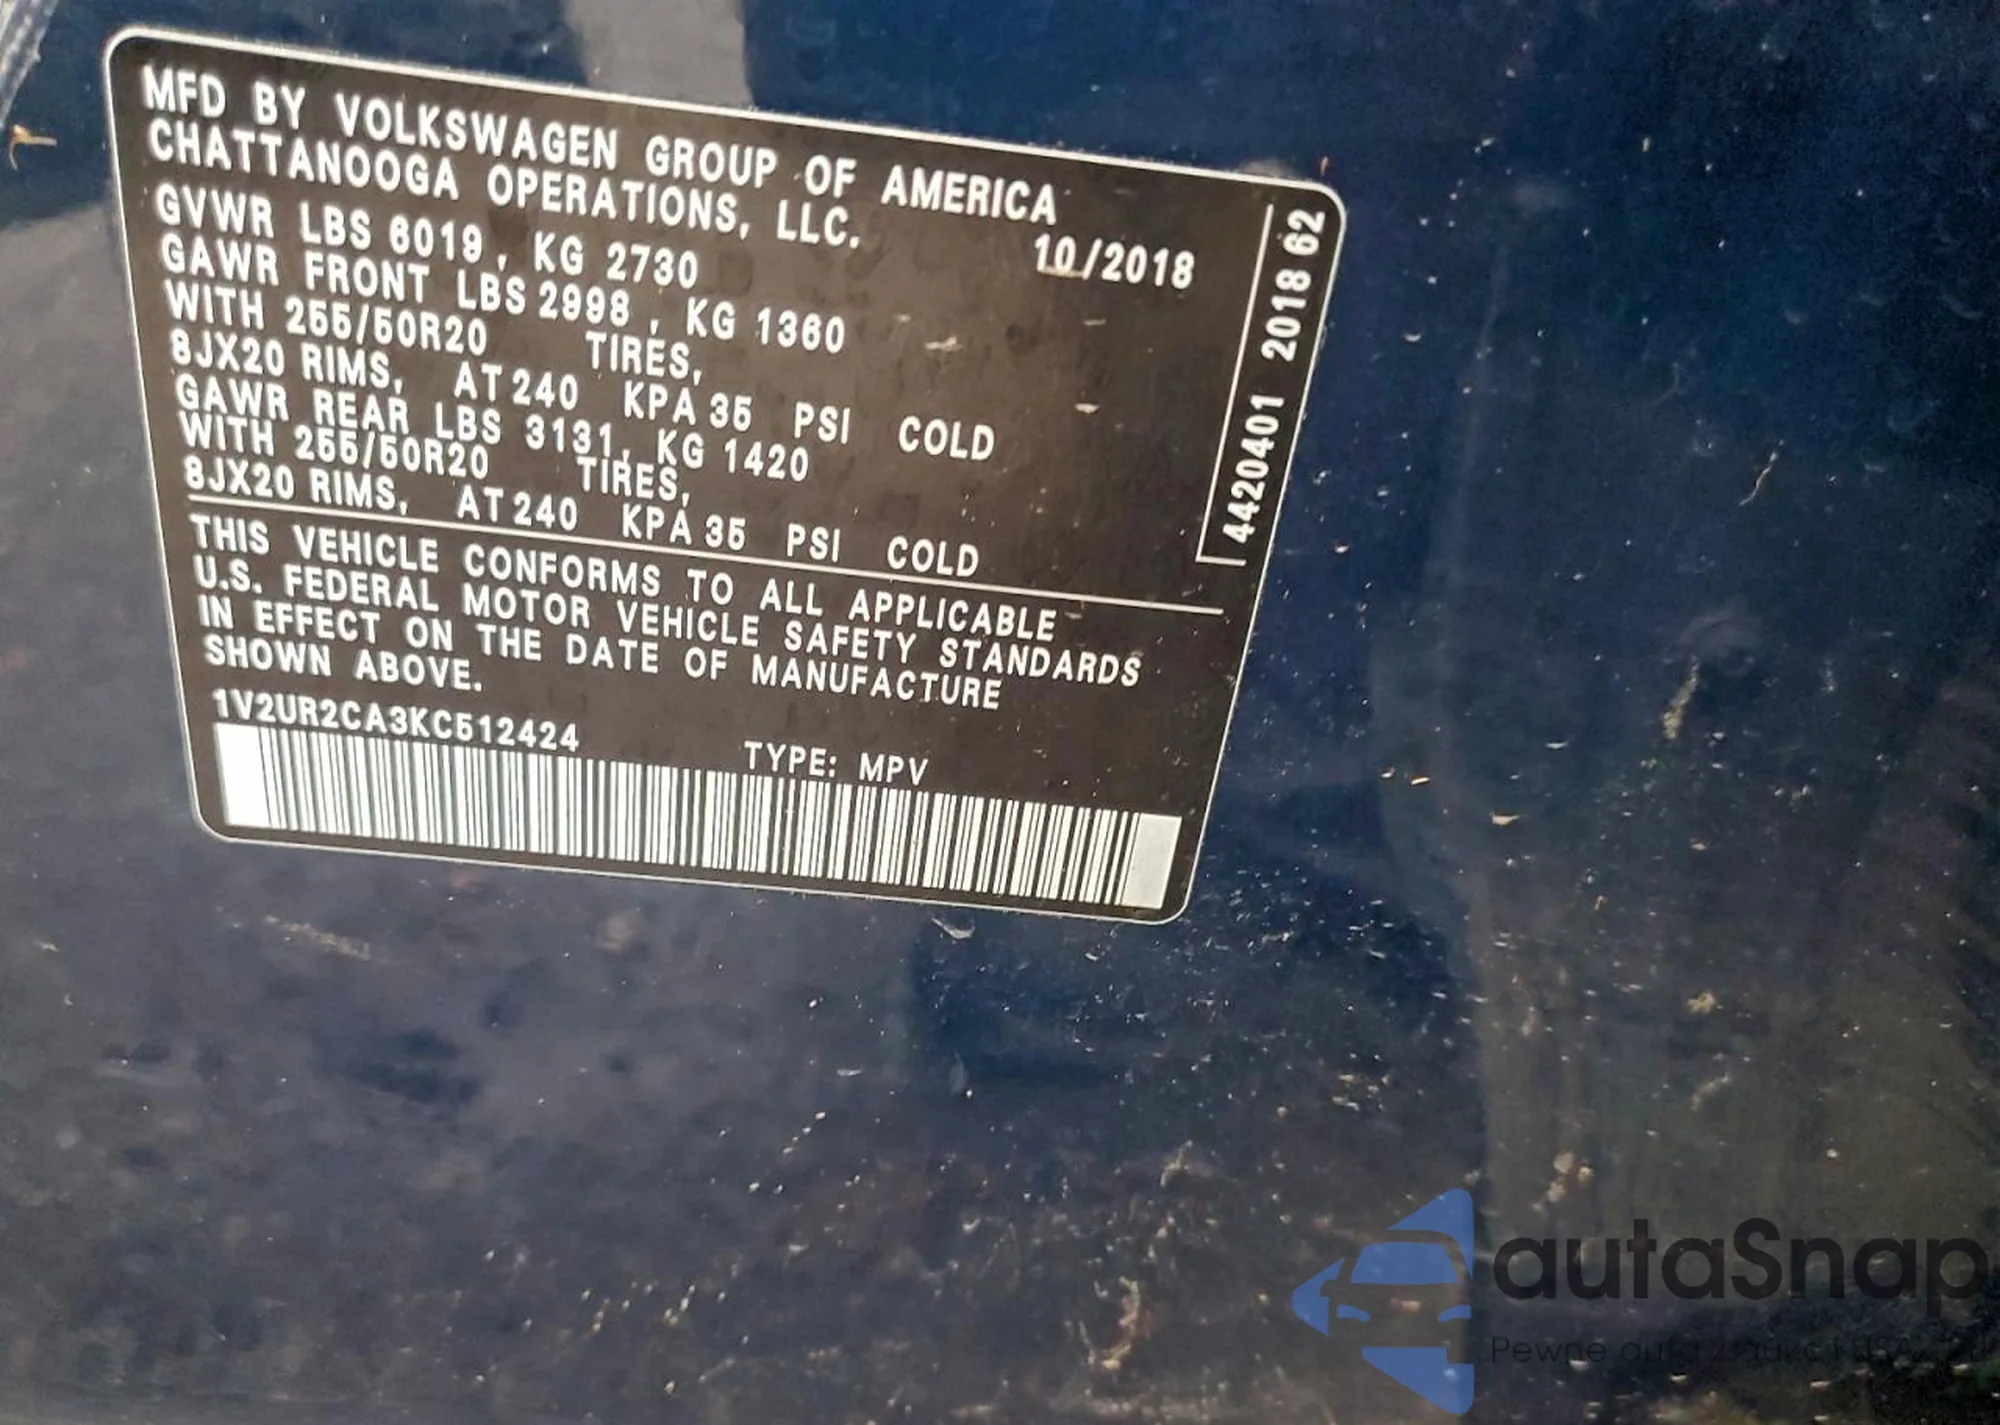 MFD BY VOLKSWAGEN GROUP OF AMERICA
CHATTANOOGA OPERATIONS, LLC.
10/2018
GVWR LBS 6019, KG 2730
GAWR FRONT LBS 2998, KG 1360
WITH 255/50R20 TIRES,
8JX20 RIMS, AT 240 KPA 35 PSI COLD
GAWR REAR LBS 3131, KG 1420
WITH 255/50R20 TIRES,
8JX20 RIMS, AT 240 KPA 35 PSI COLD
THIS VEHICLE CONFORMS TO ALL APPLICABLE
U.S. FEDERAL MOTOR VEHICLE SAFETY STANDARDS
IN EFFECT ON THE DATE OF MANUFACTURE
SHOWN ABOVE.
1V2UR2CA3KC512424 TYPE: MPV
4420401 2018 62
autaSnap
Pewne auta z